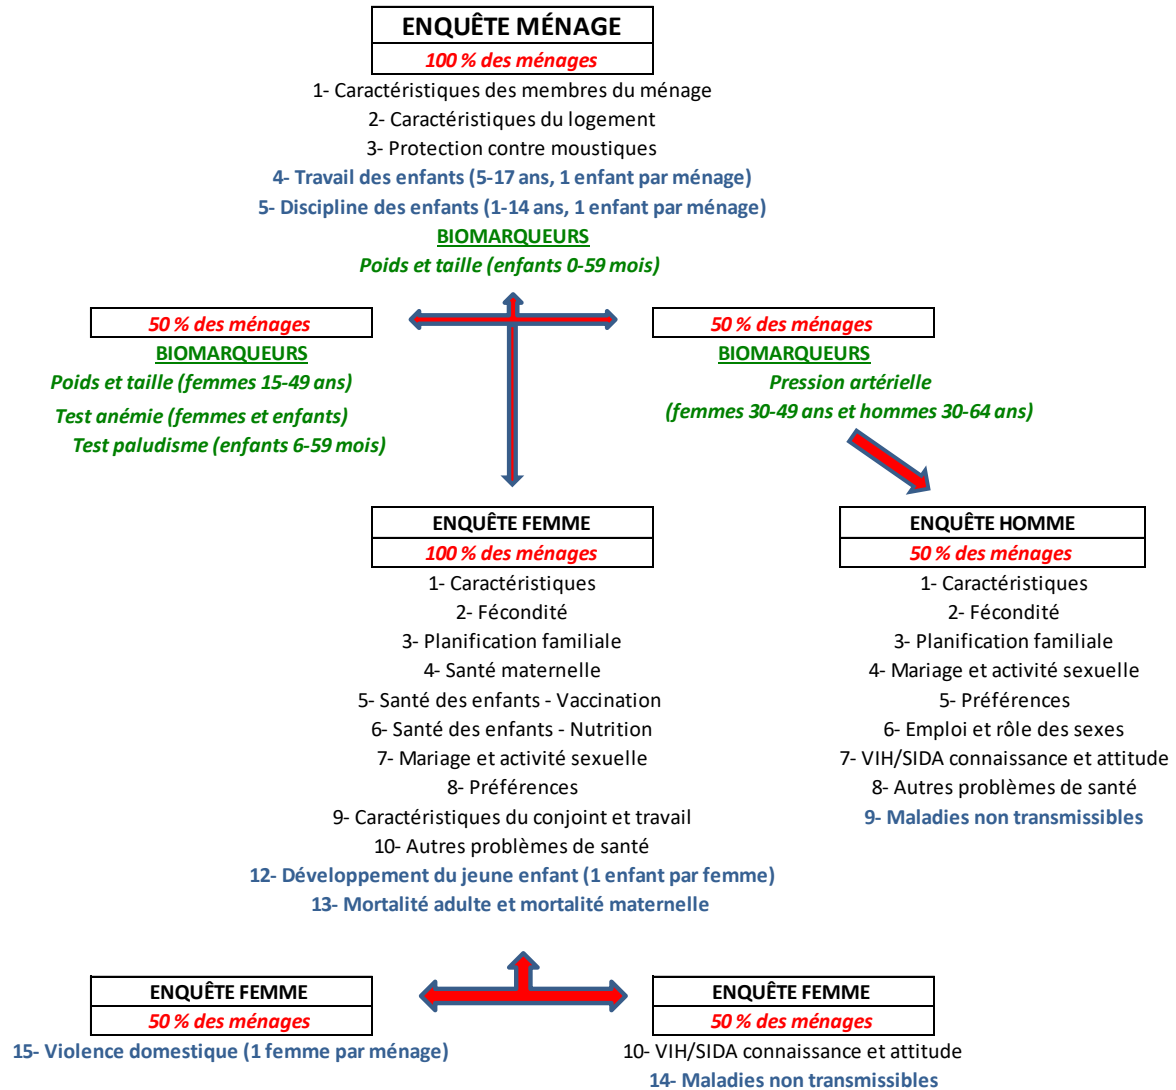 ENQUÊTE MÉNAGE
100 % des ménages
1- Caractéristiques des membres du ménage
2- Caractéristiques du logement
3- Protection contre moustiques
4- Travail des enfants (5-17 ans, 1 enfant par ménage)
5- Discipline des enfants (1-14 ans, 1 enfant par ménage)
BIOMARQUEURS
Poids et taille (enfants 0-59 mois)
50 % des ménages
BIOMARQUEURS
Poids et taille (femmes 15-49 ans)
Test anémie (femmes et enfants)
Test paludisme (enfants 6-59 mois)
50 % des ménages
BIOMARQUEURS
Pression artérielle
(femmes 30-49 ans et hommes 30-64 ans)
ENQUÊTE FEMME
100 % des ménages
1- Caractéristiques
2- Fécondité
3- Planification familiale
4- Santé maternelle
5- Santé des enfants - Vaccination
6- Santé des enfants - Nutrition
7- Mariage et activité sexuelle
8- Préférences
9- Caractéristiques du conjoint et travail
10- Autres problèmes de santé
12- Développement du jeune enfant (1 enfant par femme)
13- Mortalité adulte et mortalité maternelle
ENQUÊTE HOMME
50 % des ménages
1- Caractéristiques
2- Fécondité
3- Planification familiale
4- Mariage et activité sexuelle
5- Préférences
6- Emploi et rôle des sexes
7- VIH/SIDA connaissance et attitude
8- Autres problèmes de santé
9- Maladies non transmissibles
ENQUÊTE FEMME
50 % des ménages
15- Violence domestique (1 femme par ménage)
ENQUÊTE FEMME
50 % des ménages
10- VIH/SIDA connaissance et attitude
14- Maladies non transmissibles